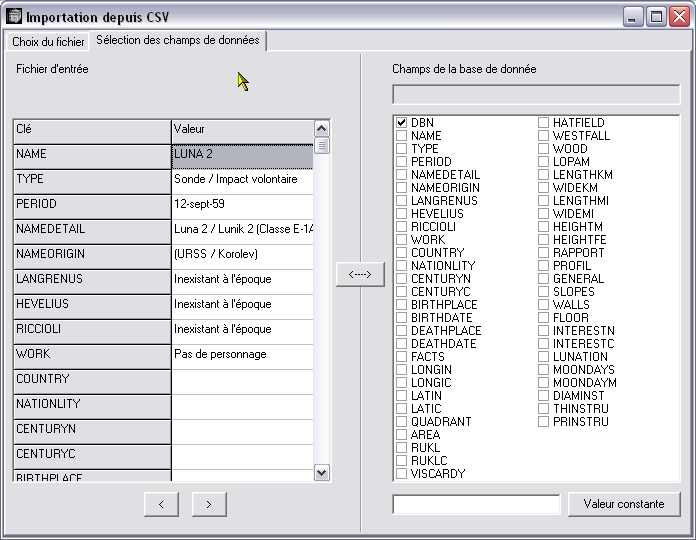 Importation depuis CSV
Choix du fichier
Sélection des champs de données
Fichier d'entrée
Clé Valeur
NAME LUNA 2
TYPE Sonde / Impact volontaire
PERIOD 12-sept-59
NAMEDETAIL Luna 2 / Lunik 2 (Classe E-1A
NAMEORIGIN (URSS / Korolev)
LANGRENUS Inexistant à l'époque
HEVELIUS Inexistant à l'époque
RICCIOLI Inexistant à l'époque
WORK Pas de personnage
COUNTRY
NATIONLITY
CENTURYN
CENTURYC
BIRTHPLACE
<
>
<---->
Champs de la base de donnée
DBN
NAME
TYPE
PERIOD
NAMEDETAIL
NAMEORIGIN
LANGRENUS
HEVELIUS
RICCIOLI
WORK
COUNTRY
NATIONLITY
CENTURYN
CENTURYC
BIRTHPLACE
BIRTHDATE
DEATHPLACE
DEATHDATE
FACTS
LONGIN
LONGIC
LATIN
LATIC
QUADRANT
AREA
RUKL
RUKLC
VISCARDY
HATFIELD
WESTFALL
WOOD
LOPAM
LENGTHKM
WIDEKM
LENGTHMI
WIDEMI
HEIGHTM
HEIGHTFE
RAPPORT
PROFIL
GENERAL
SLOPES
WALLS
FLOOR
INTERESTN
INTERESTC
LUNATION
MOONDAYS
MOONDAYM
DIAMINST
THINSTRU
PRINSTRU
Valeur constante